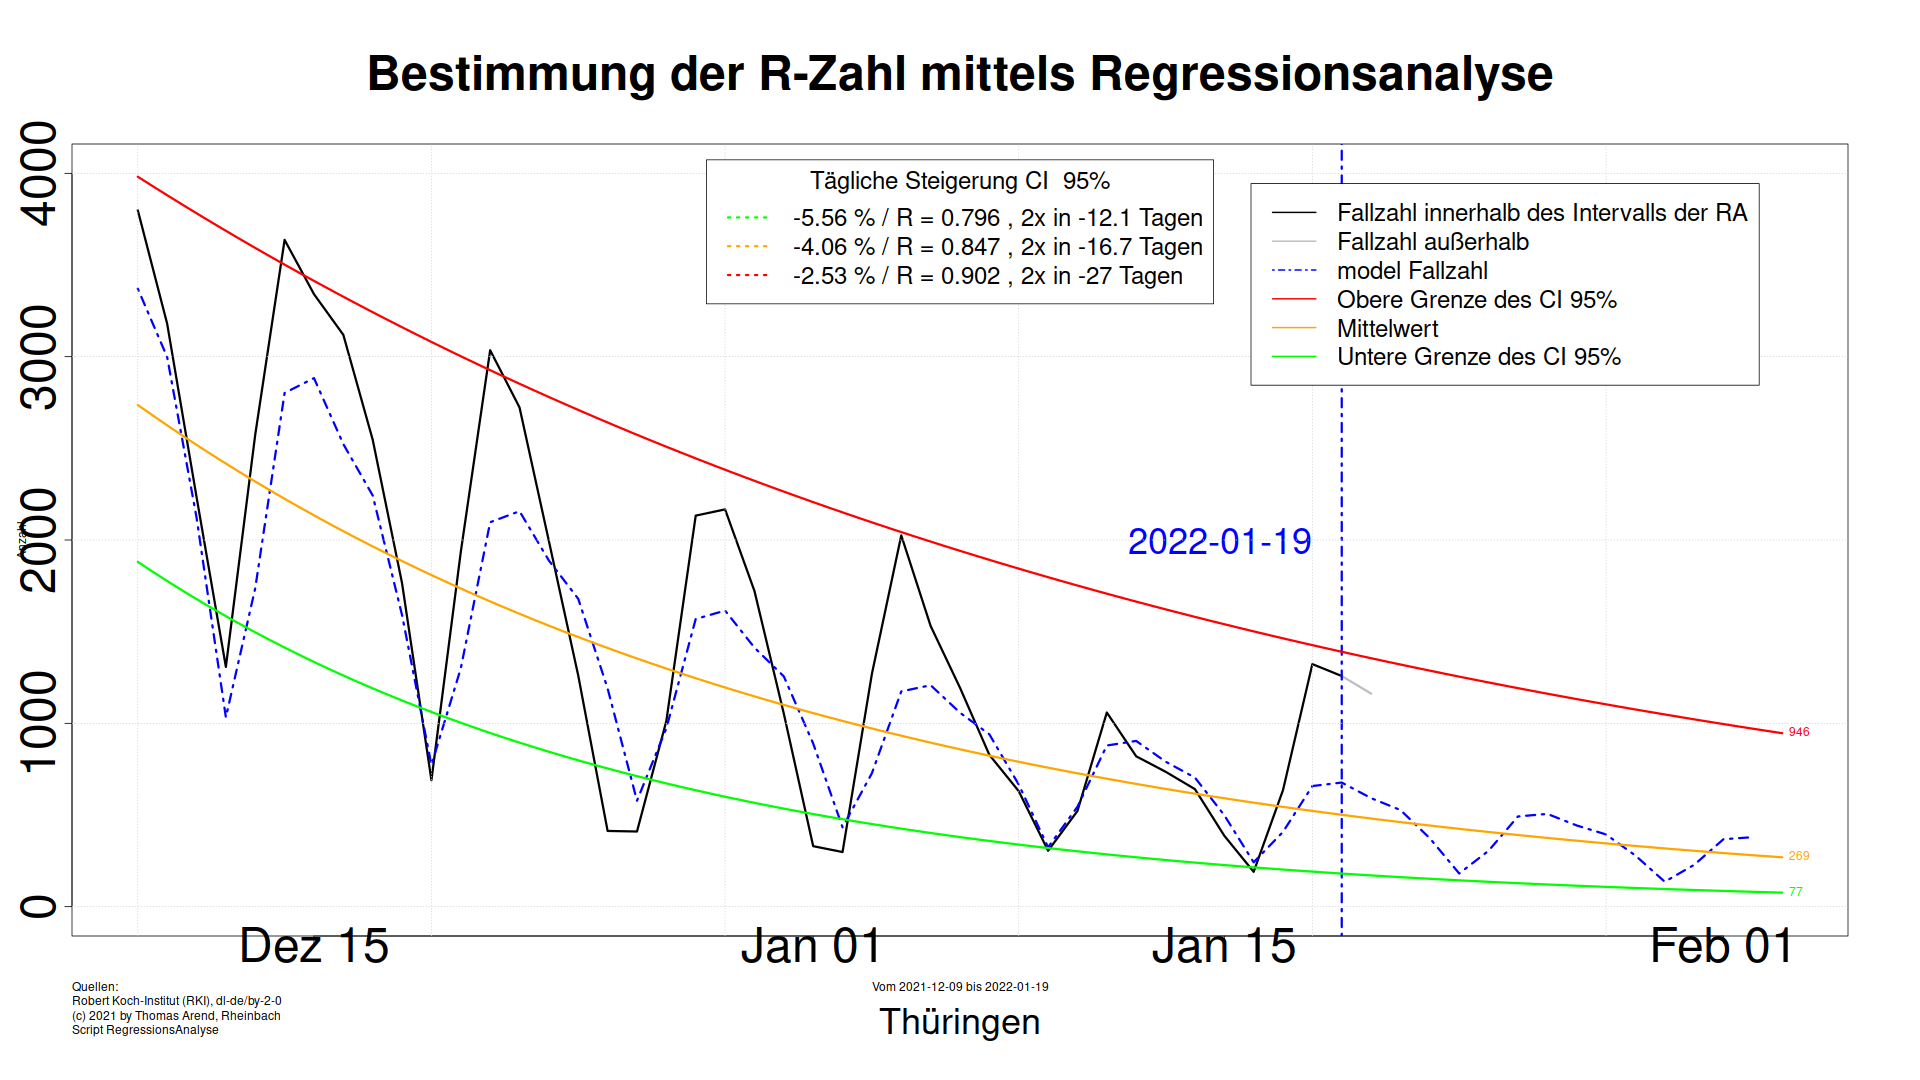 Bestimmung der R-Zahl mittels Regressionsanalyse
4000
3000
2000
1000
0
Anzahl
Tägliche Steigerung CI 95%
-5.56 % / R = 0.796 , 2x in -12.1 Tagen
-4.06 % / R = 0.847 , 2x in -16.7 Tagen
-2.53 % / R = 0.902 , 2x in -27 Tagen
Fallzahl innerhalb des Intervalls der RA
Fallzahl außerhalb
model Fallzahl
Obere Grenze des CI 95%
Mittelwert
Untere Grenze des CI 95%
2022-01-19
946
269
77
Dez 15
Jan 01
Jan 15
Feb 01
Quellen:
Robert Koch-Institut (RKI), dl-de/by-2-0
(c) 2021 by Thomas Arend, Rheinbach
Script RegressionsAnalyse
Vom 2021-12-09 bis 2022-01-19
Thüringen